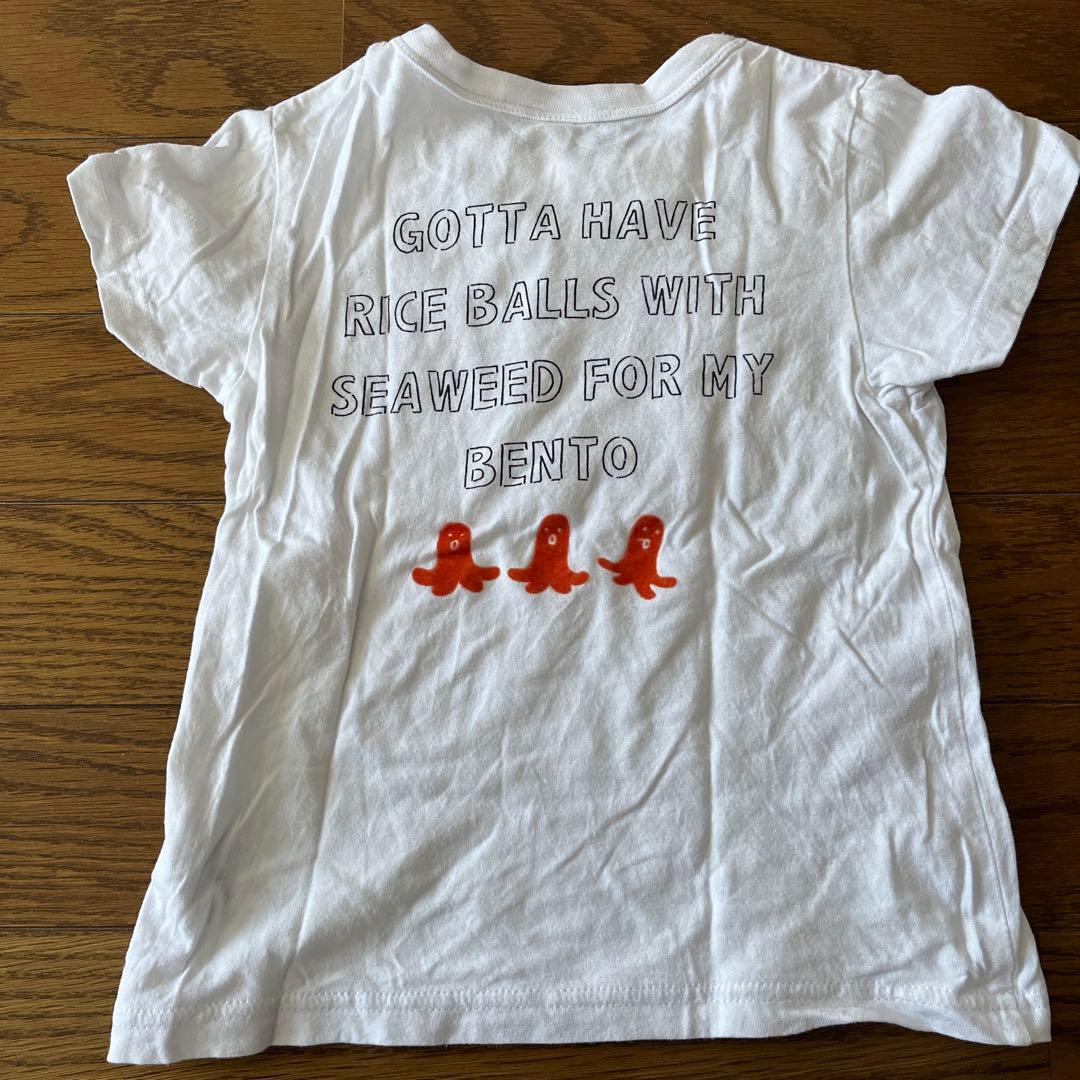 GOTTA HAVE
RICE BALLS WITH
SEAWEED FOR MY
BENTO